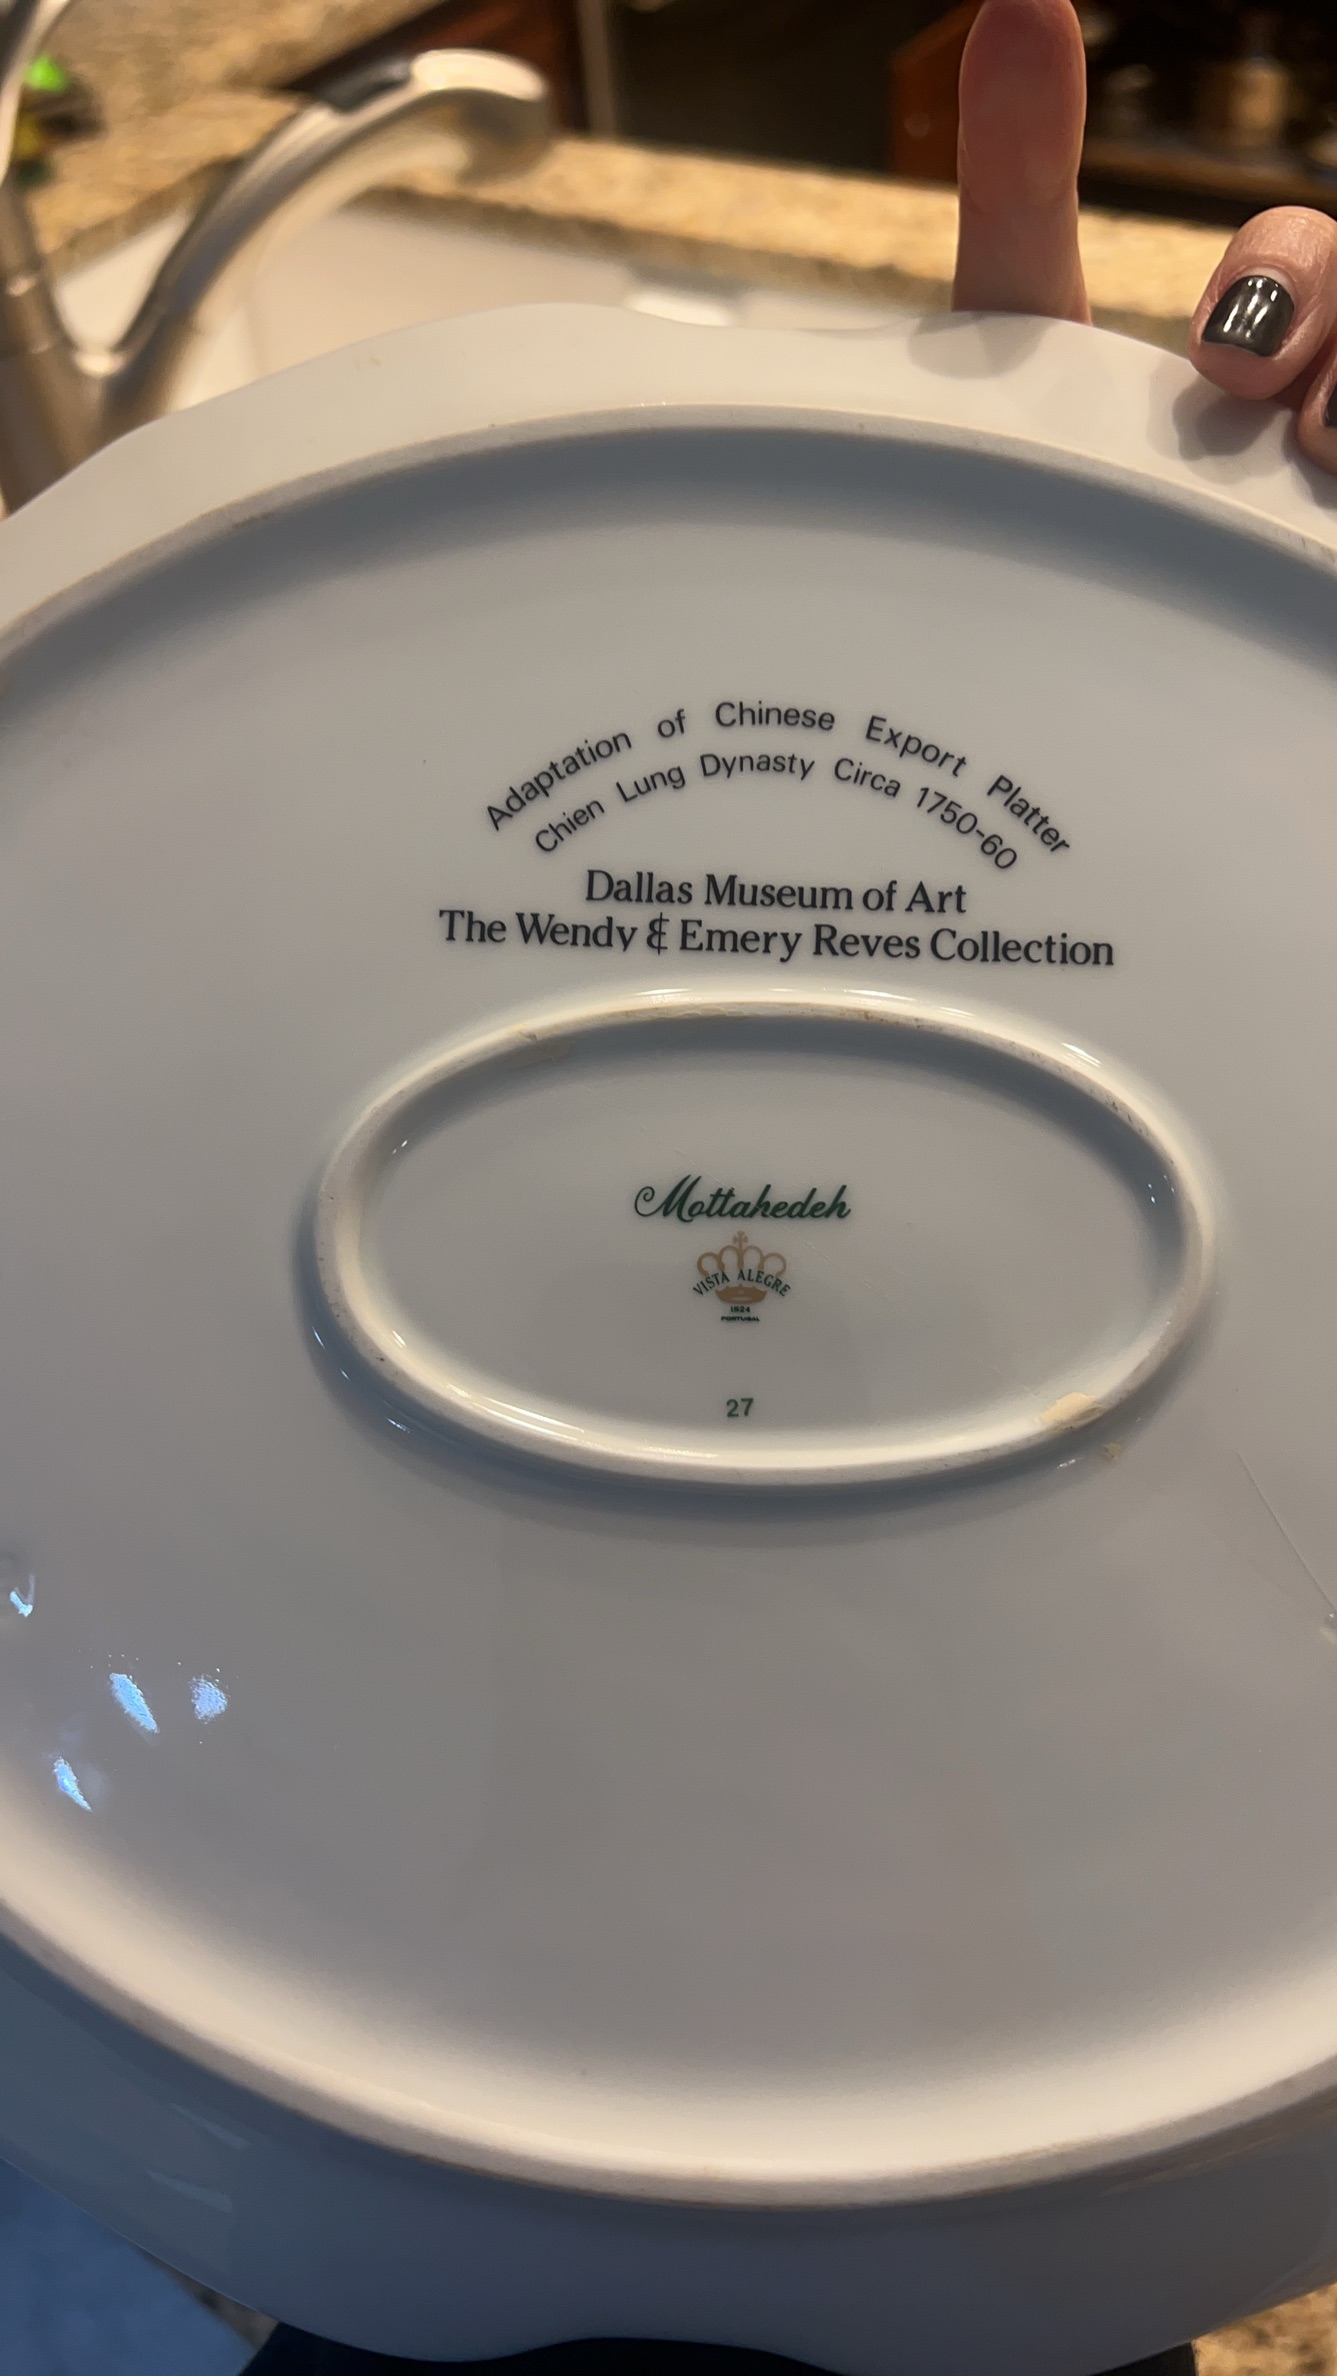 Adaptation of Chinese Export Platter
Chien Lung Dynasty Circa 1750-60
Dallas Museum of Art
The Wendy & Emery Reves Collection
Mottahedeh
VISTA ALEGRE
1824
PORTUGAL
27